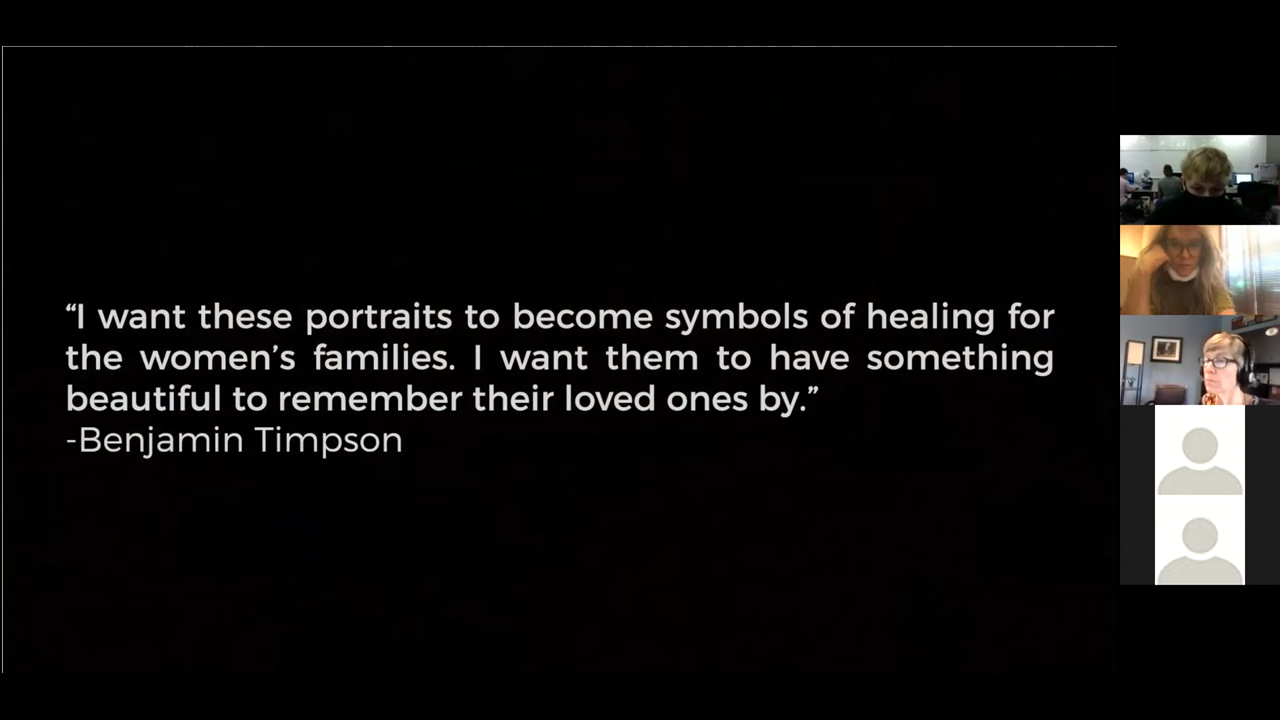 “I want these portraits to become symbols of healing for
the women’s families. I want them to have something
beautiful to remember their loved ones by.”
-Benjamin Timpson